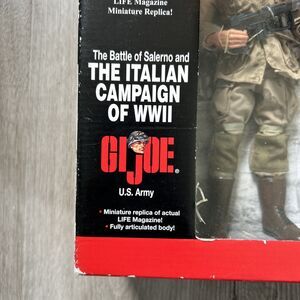 LIFE Magazine
Miniature Replica!
The Battle of Salerno and
THE ITALIAN
CAMPAIGN
OF WWII
GI JOE®
U.S. Army
• Miniature replica of actual
LIFE Magazine!
• Fully articulated body!